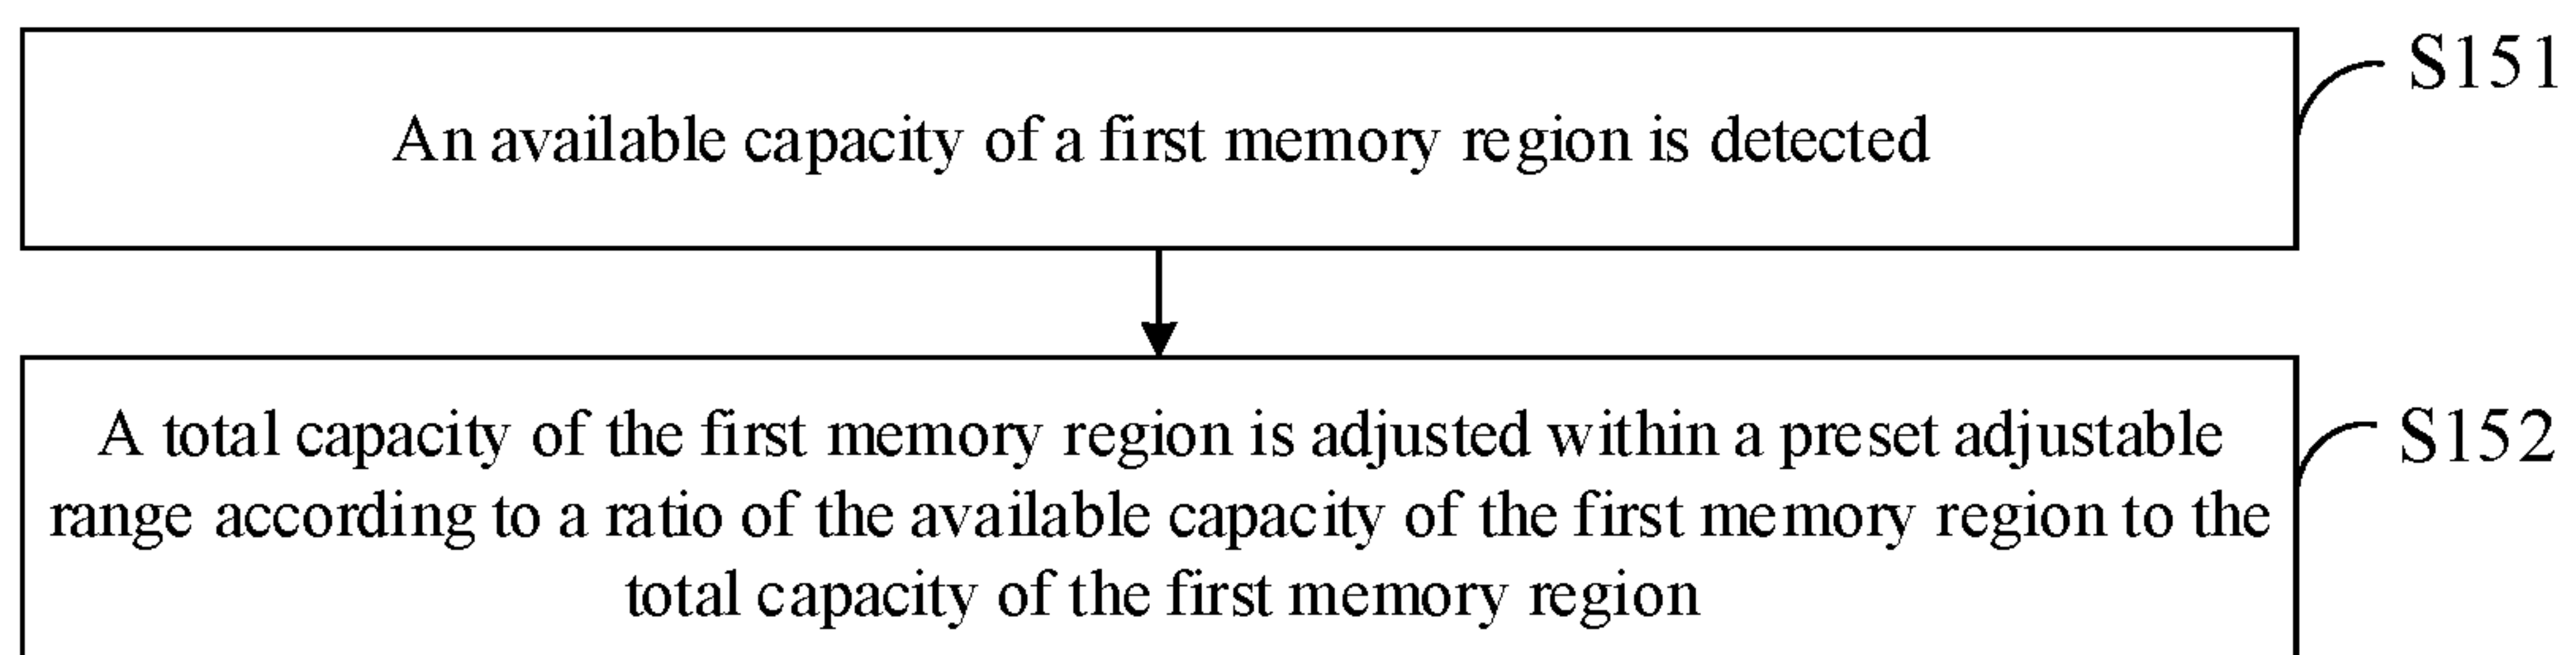 S151
An available capacity of a first memory region is detected
A total capacity of the first memory region is adjusted within a preset adjustable
S152
range according to a ratio of the available capacity of the first memory region to the
total capacity of the first memory region